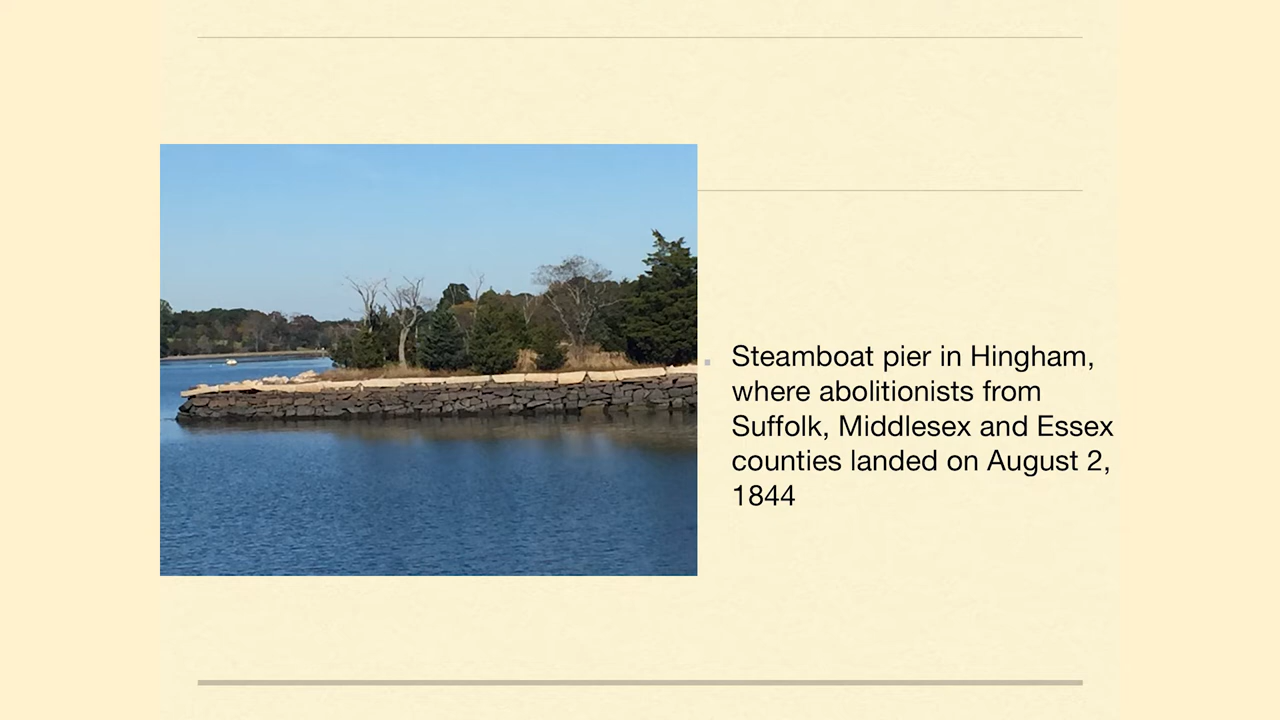 Steamboat pier in Hingham,
where abolitionists from
Suffolk, Middlesex and Essex
counties landed on August 2,
1844